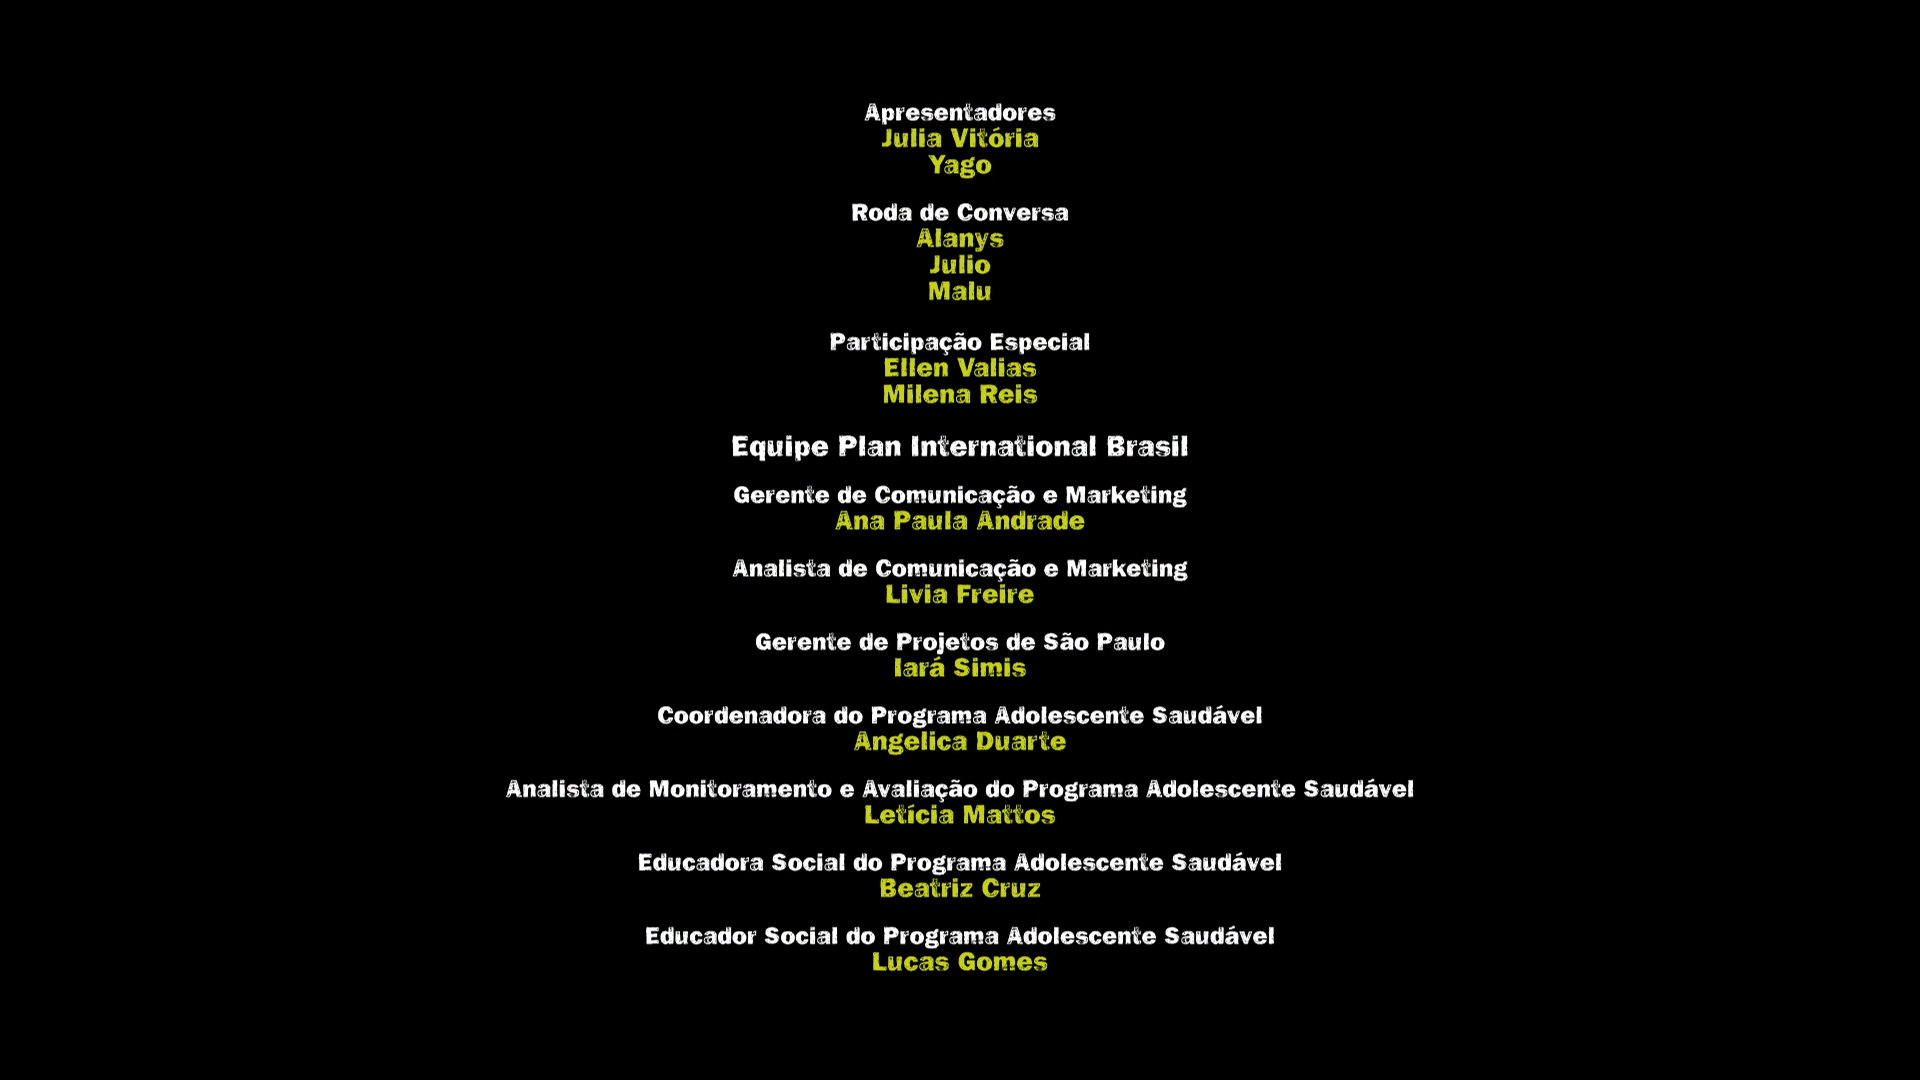 Apresentadores
Julia Vitória
Yago
Roda de Conversa
Alanys
Julio
Malu
Participação Especial
Ellen Valias
Milena Reis
Equipe Plan International Brasil
Gerente de Comunicação e Marketing
Ana Paula Andrade
Analista de Comunicação e Marketing
Livia Freire
Gerente de Projetos de São Paulo
Iará Simis
Coordenadora do Programa Adolescente Saudável
Angelica Duarte
Analista de Monitoramento e Avaliação do Programa Adolescente Saudável
Letícia Mattos
Educadora Social do Programa Adolescente Saudável
Beatriz Cruz
Educador Social do Programa Adolescente Saudável
Lucas Gomes